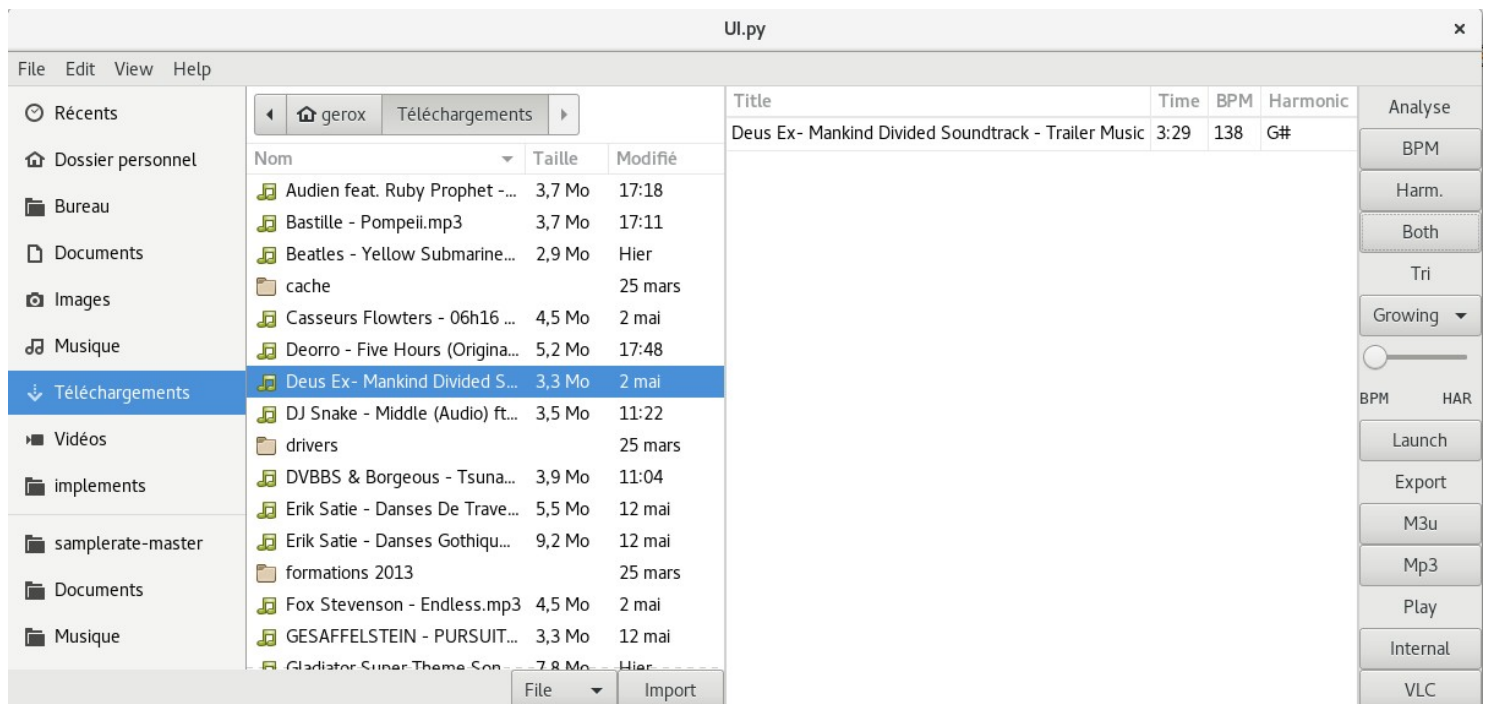 UI.py ×
File Edit View Help
Récents
Dossier personnel
Bureau
Documents
Images
Musique
Téléchargements
Vidéos
implements
samplerate-master
Documents
Musique
gerox Téléchargements
Nom Taille Modifié
Audien feat. Ruby Prophet -... 3,7 Mo 17:18
Bastille - Pompeii.mp3 3,7 Mo 17:11
Beatles - Yellow Submarine... 2,9 Mo Hier
cache 25 mars
Casseurs Flowters - 06h16 ... 4,5 Mo 2 mai
Deorro - Five Hours (Origina... 5,2 Mo 17:48
Deus Ex- Mankind Divided S... 3,3 Mo 2 mai
DJ Snake - Middle (Audio) ft... 3,5 Mo 11:22
drivers 25 mars
DVBBS & Borgeous - Tsuna... 3,9 Mo 11:04
Erik Satie - Danses De Trave... 5,5 Mo 12 mai
Erik Satie - Danses Gothiqu... 9,2 Mo 12 mai
formations 2013 25 mars
Fox Stevenson - Endless.mp3 4,5 Mo 2 mai
GESAFFELSTEIN - PURSUIT... 3,3 Mo 12 mai
Gladiator Super Theme Son... 7,8 Mo Hier
File Import
Title Time BPM Harmonic
Deus Ex- Mankind Divided Soundtrack - Trailer Music 3:29 138 G#
Analyse
BPM
Harm.
Both
Tri
Growing
BPM HAR
Launch
Export
M3u
Mp3
Play
Internal
VLC